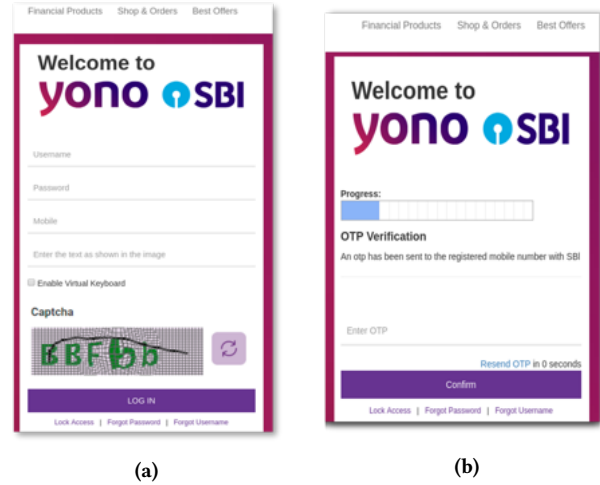 Financial Products Shop & Orders Best Offers
Welcome to
yono SBI
Username
Password
Mobile
Enter the text as shown in the image
Enable Virtual Keyboard
Captcha
BBFbb
LOG IN
Lock Access | Forgot Password | Forgot Username
(a)
Financial Products Shop & Orders Best Offers
Welcome to
yono SBI
Progress:
OTP Verification
An otp has been sent to the registered mobile number with SBI
Enter OTP
Resend OTP in 0 seconds
Confirm
Lock Access | Forgot Password | Forgot Username
(b)